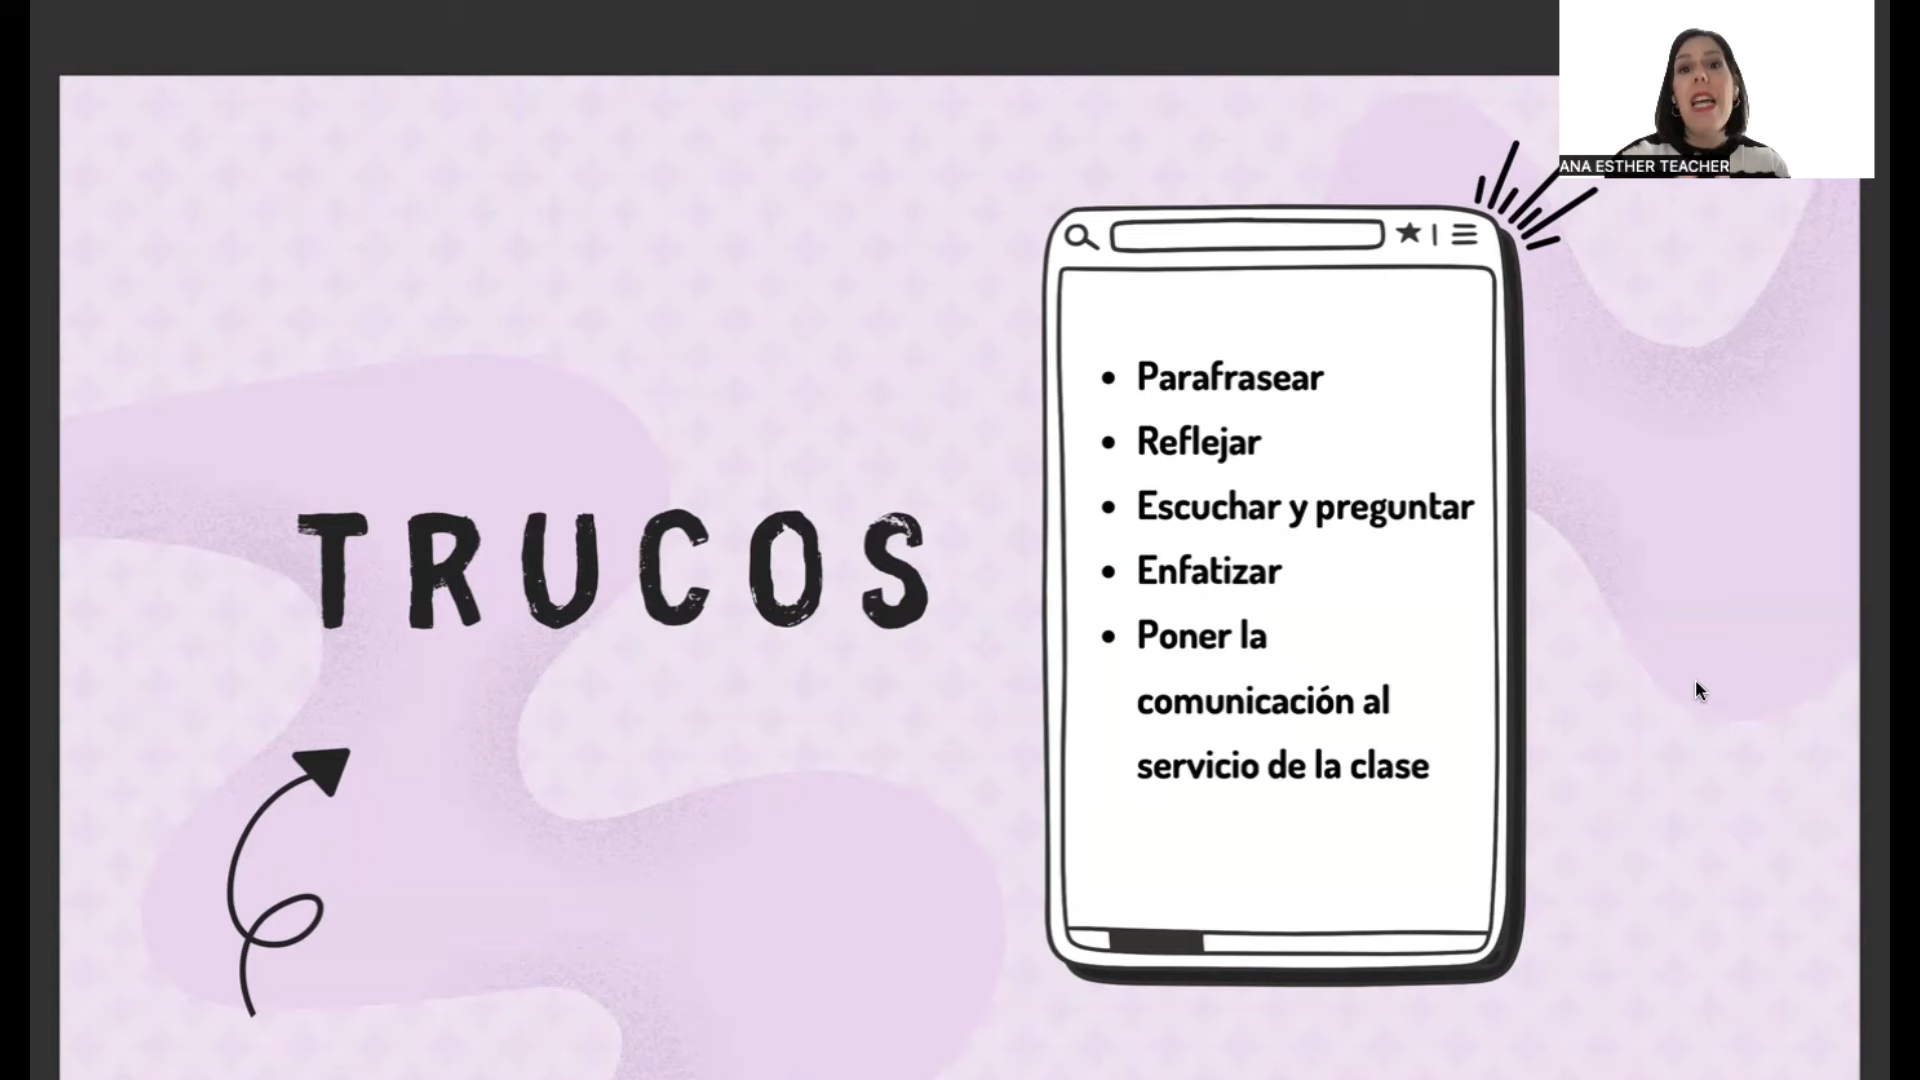 ANA ESTHER TEACHER
TRUCOS
Parafrasear
Reflejar
Escuchar y preguntar
Enfatizar
Poner la
comunicación al
servicio de la clase